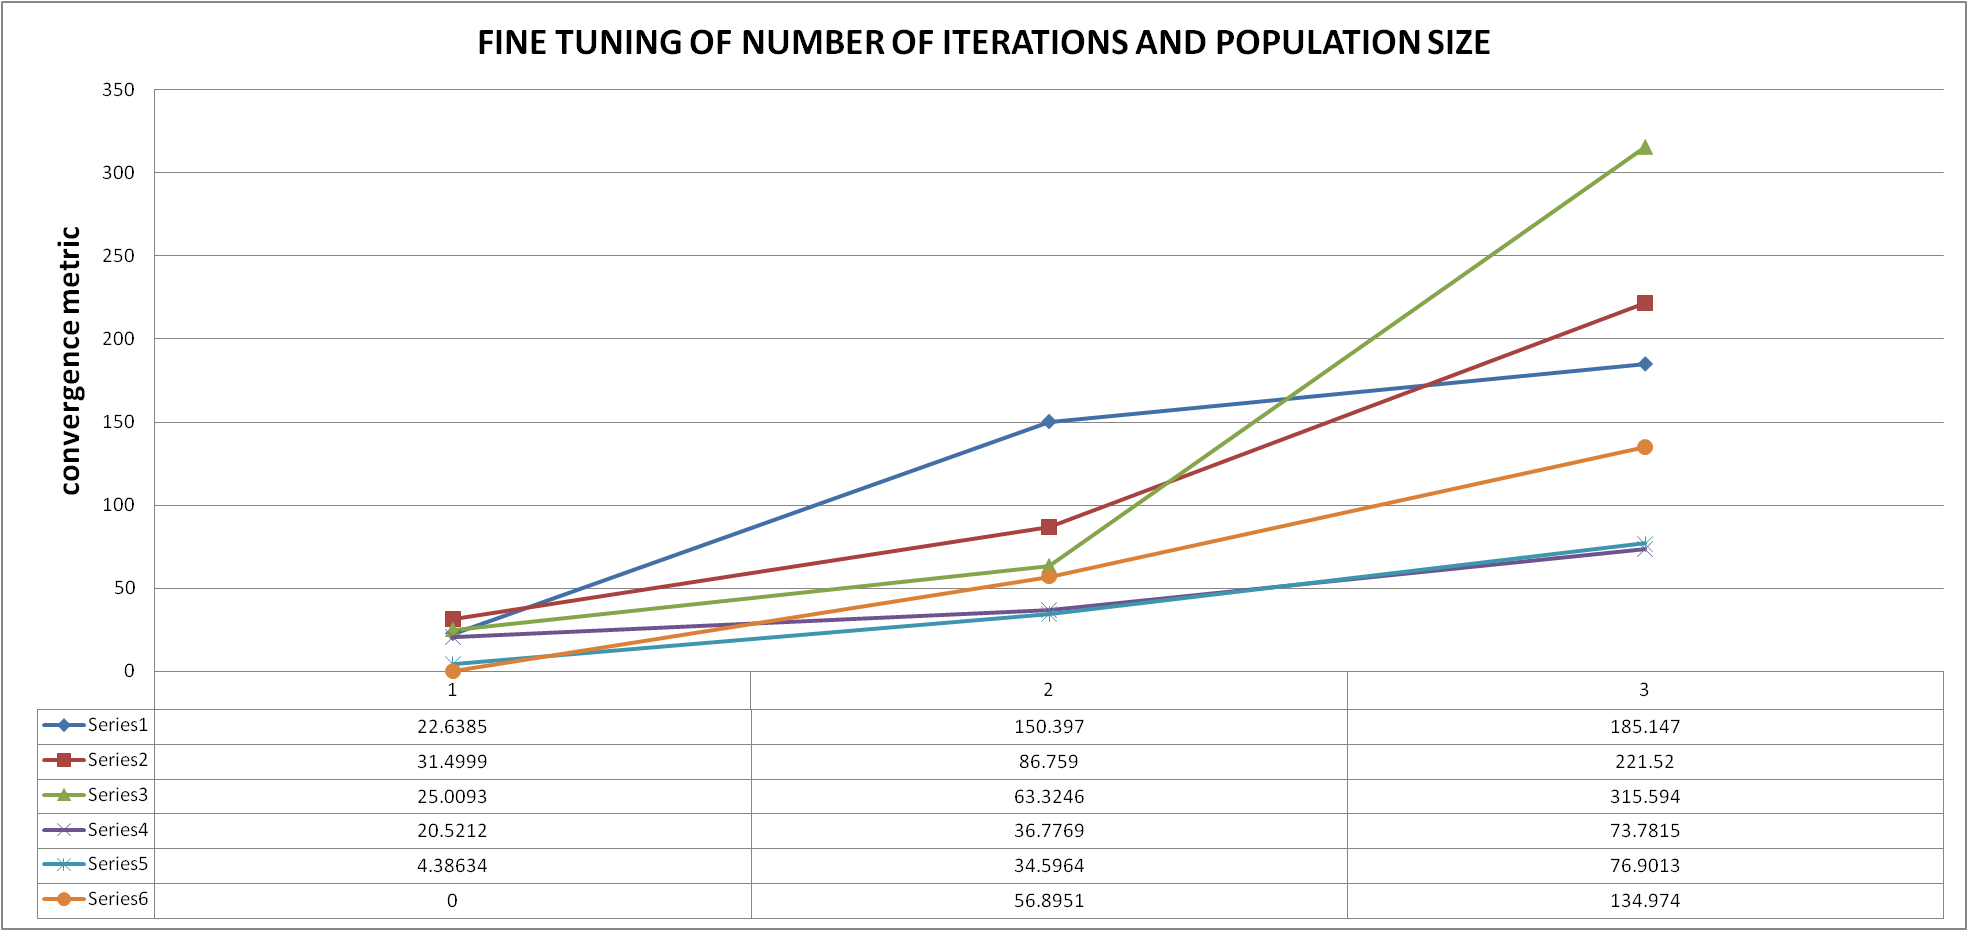 FINE TUNING OF NUMBER OF ITERATIONS AND POPULATION SIZE
350
300
250
200
150
100
50
0
convergence metric
1 2 3
Series1 22.6385 150.397 185.147
Series2 31.4999 86.759 221.52
Series3 25.0093 63.3246 315.594
Series4 20.5212 36.7769 73.7815
Series5 4.38634 34.5964 76.9013
Series6 0 56.8951 134.974